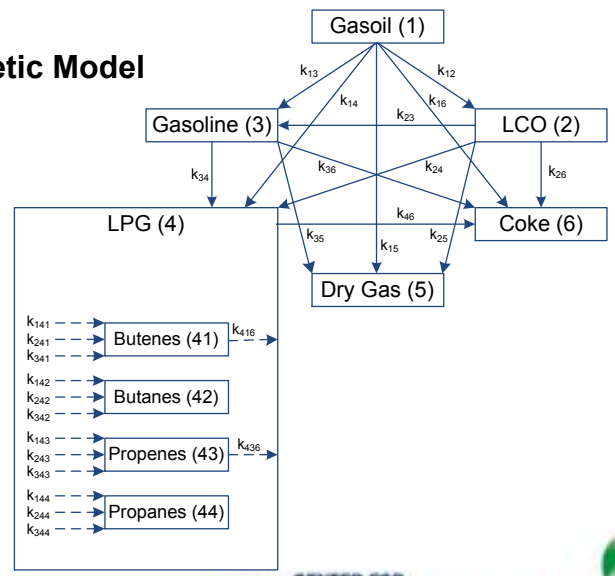 Gasoil (1)
etic Model
k13
k12
k14
k16
Gasoline (3)
k23
LCO (2)
k34
k36
k24
k26
LPG (4)
k46
Coke (6)
k35
k15
k25
Dry Gas (5)
k141
k241
k341
Butenes (41)
k416
k142
k242
k342
Butanes (42)
k143
k243
k343
Propenes (43)
k436
k144
k244
k344
Propanes (44)